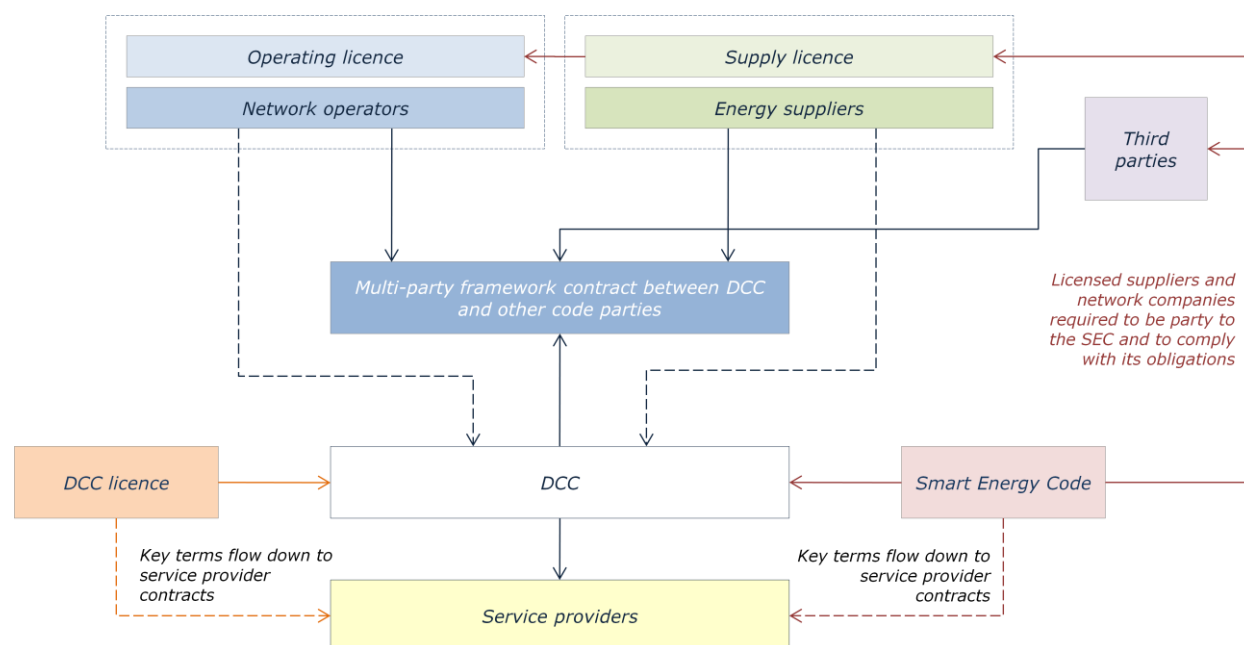 Operating licence
Supply licence
Network operators
Energy suppliers
Third
parties
Multi-party framework contract between DCC
and other code parties
Licensed suppliers and
network companies
required to be party to
the SEC and to comply
with its obligations
DCC licence
DCC
Smart Energy Code
Key terms flow down to
service provider
contracts
Key terms flow down to
service provider
contracts
Service providers